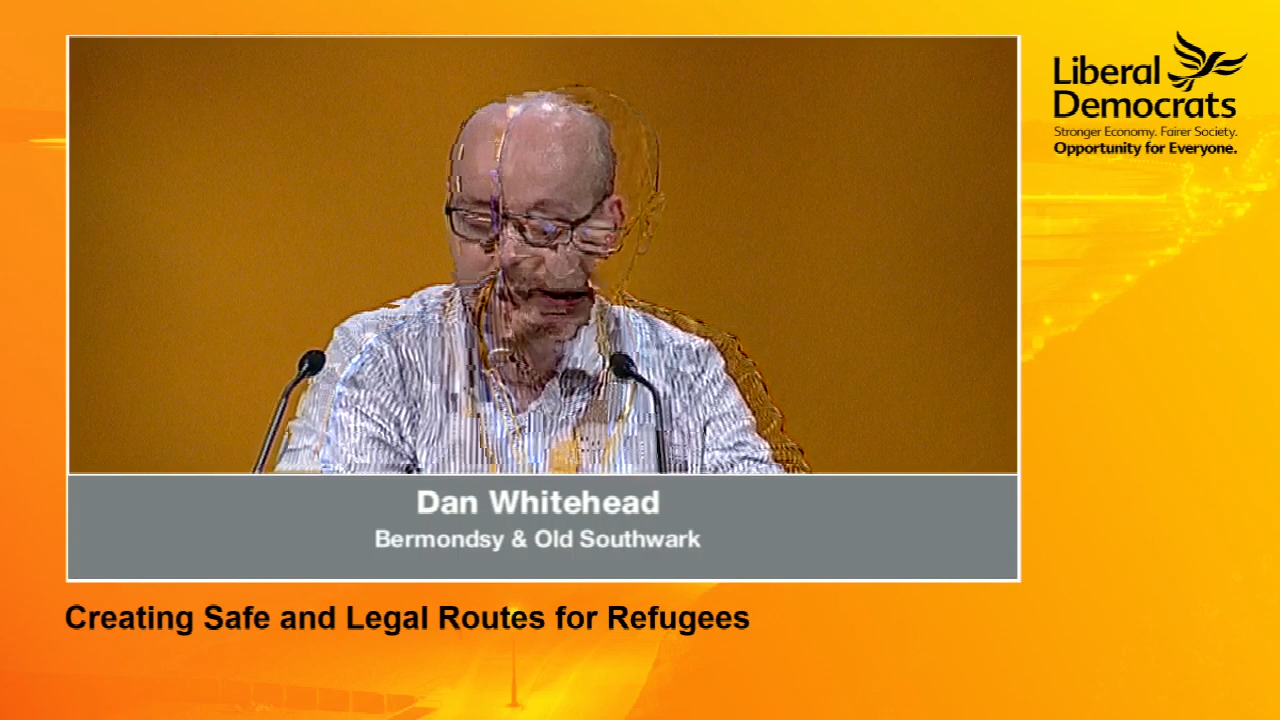 Liberal
Democrats
Stronger Economy. Fairer Society.
Opportunity for Everyone.
Dan Whitehead
Bermondsy & Old Southwark
Creating Safe and Legal Routes for Refugees